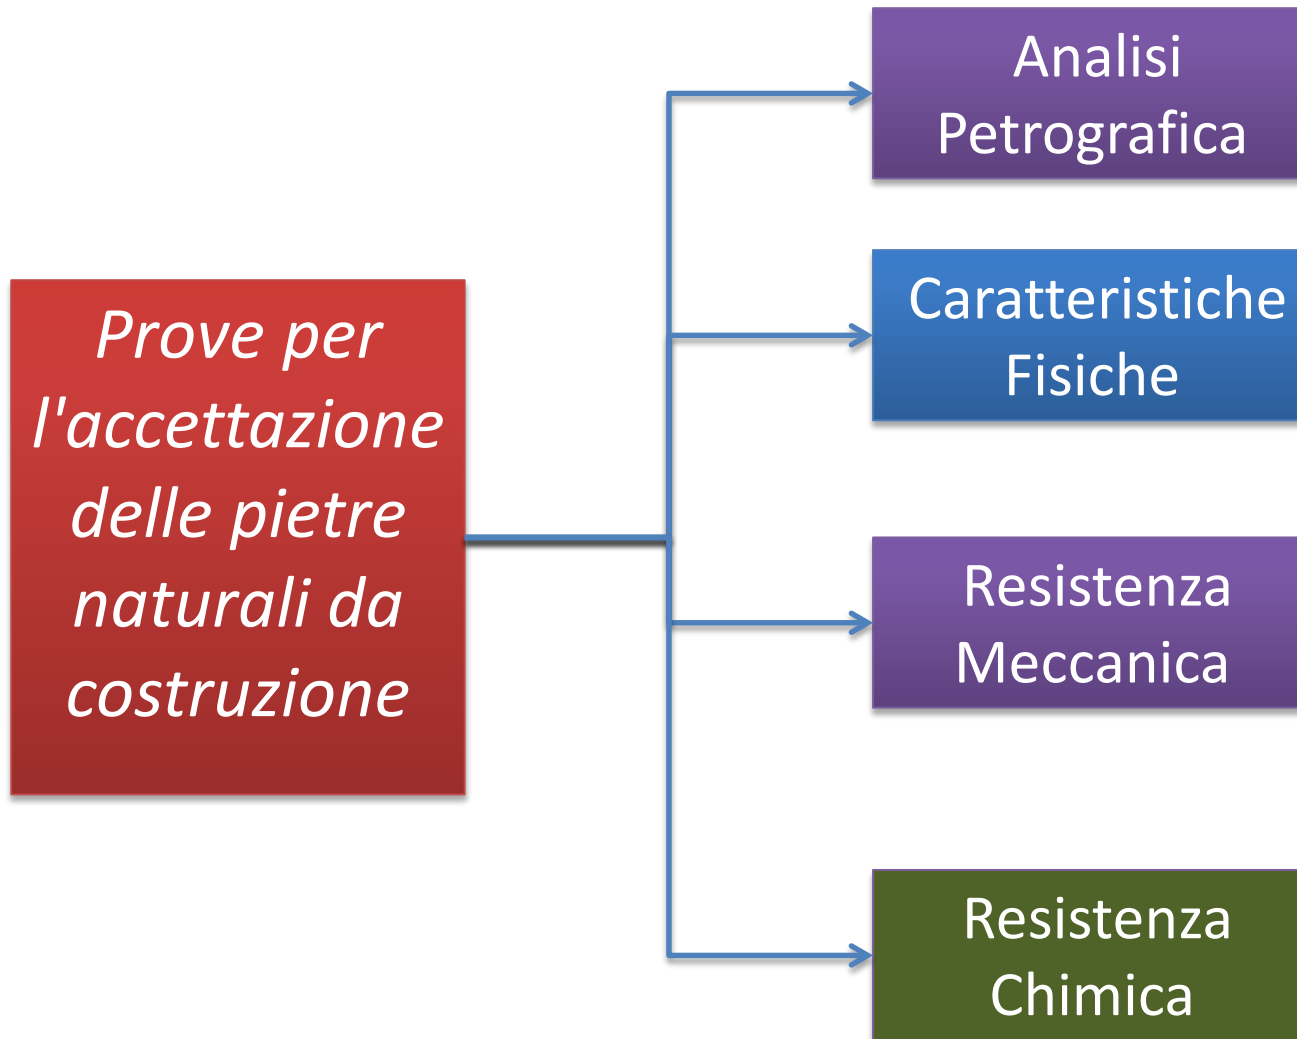 Prove per
l'accettazione
delle pietre
naturali da
costruzione
Analisi
Petrografica
Caratteristiche
Fisiche
Resistenza
Meccanica
Resistenza
Chimica